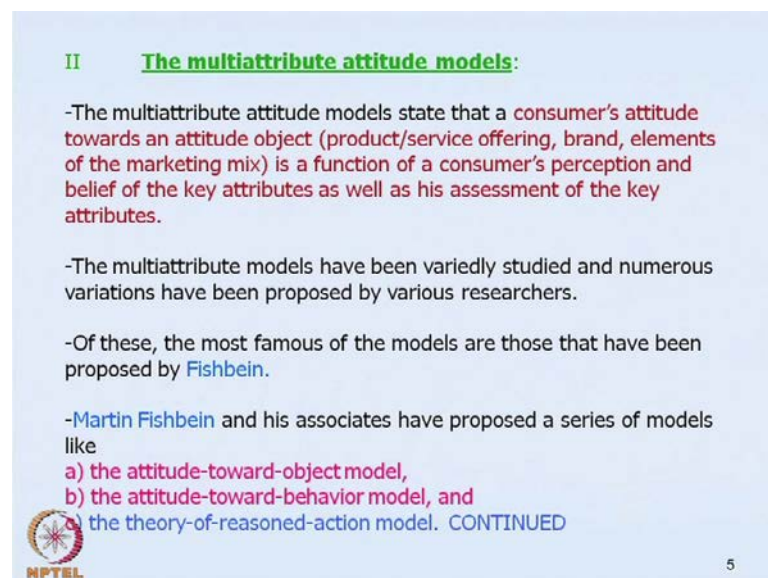 II The multiattribute attitude models:
-The multiattribute attitude models state that a consumer's attitude
towards an attitude object (product/service offering, brand, elements
of the marketing mix) is a function of a consumer's perception and
belief of the key attributes as well as his assessment of the key
attributes.
-The multiattribute models have been variedly studied and numerous
variations have been proposed by various researchers.
-Of these, the most famous of the models are those that have been
proposed by Fishbein.
-Martin Fishbein and his associates have proposed a series of models
like
a) the attitude-toward-object model,
b) the attitude-toward-behavior model, and
c) the theory-of-reasoned-action model. CONTINUED
NPTEL
5